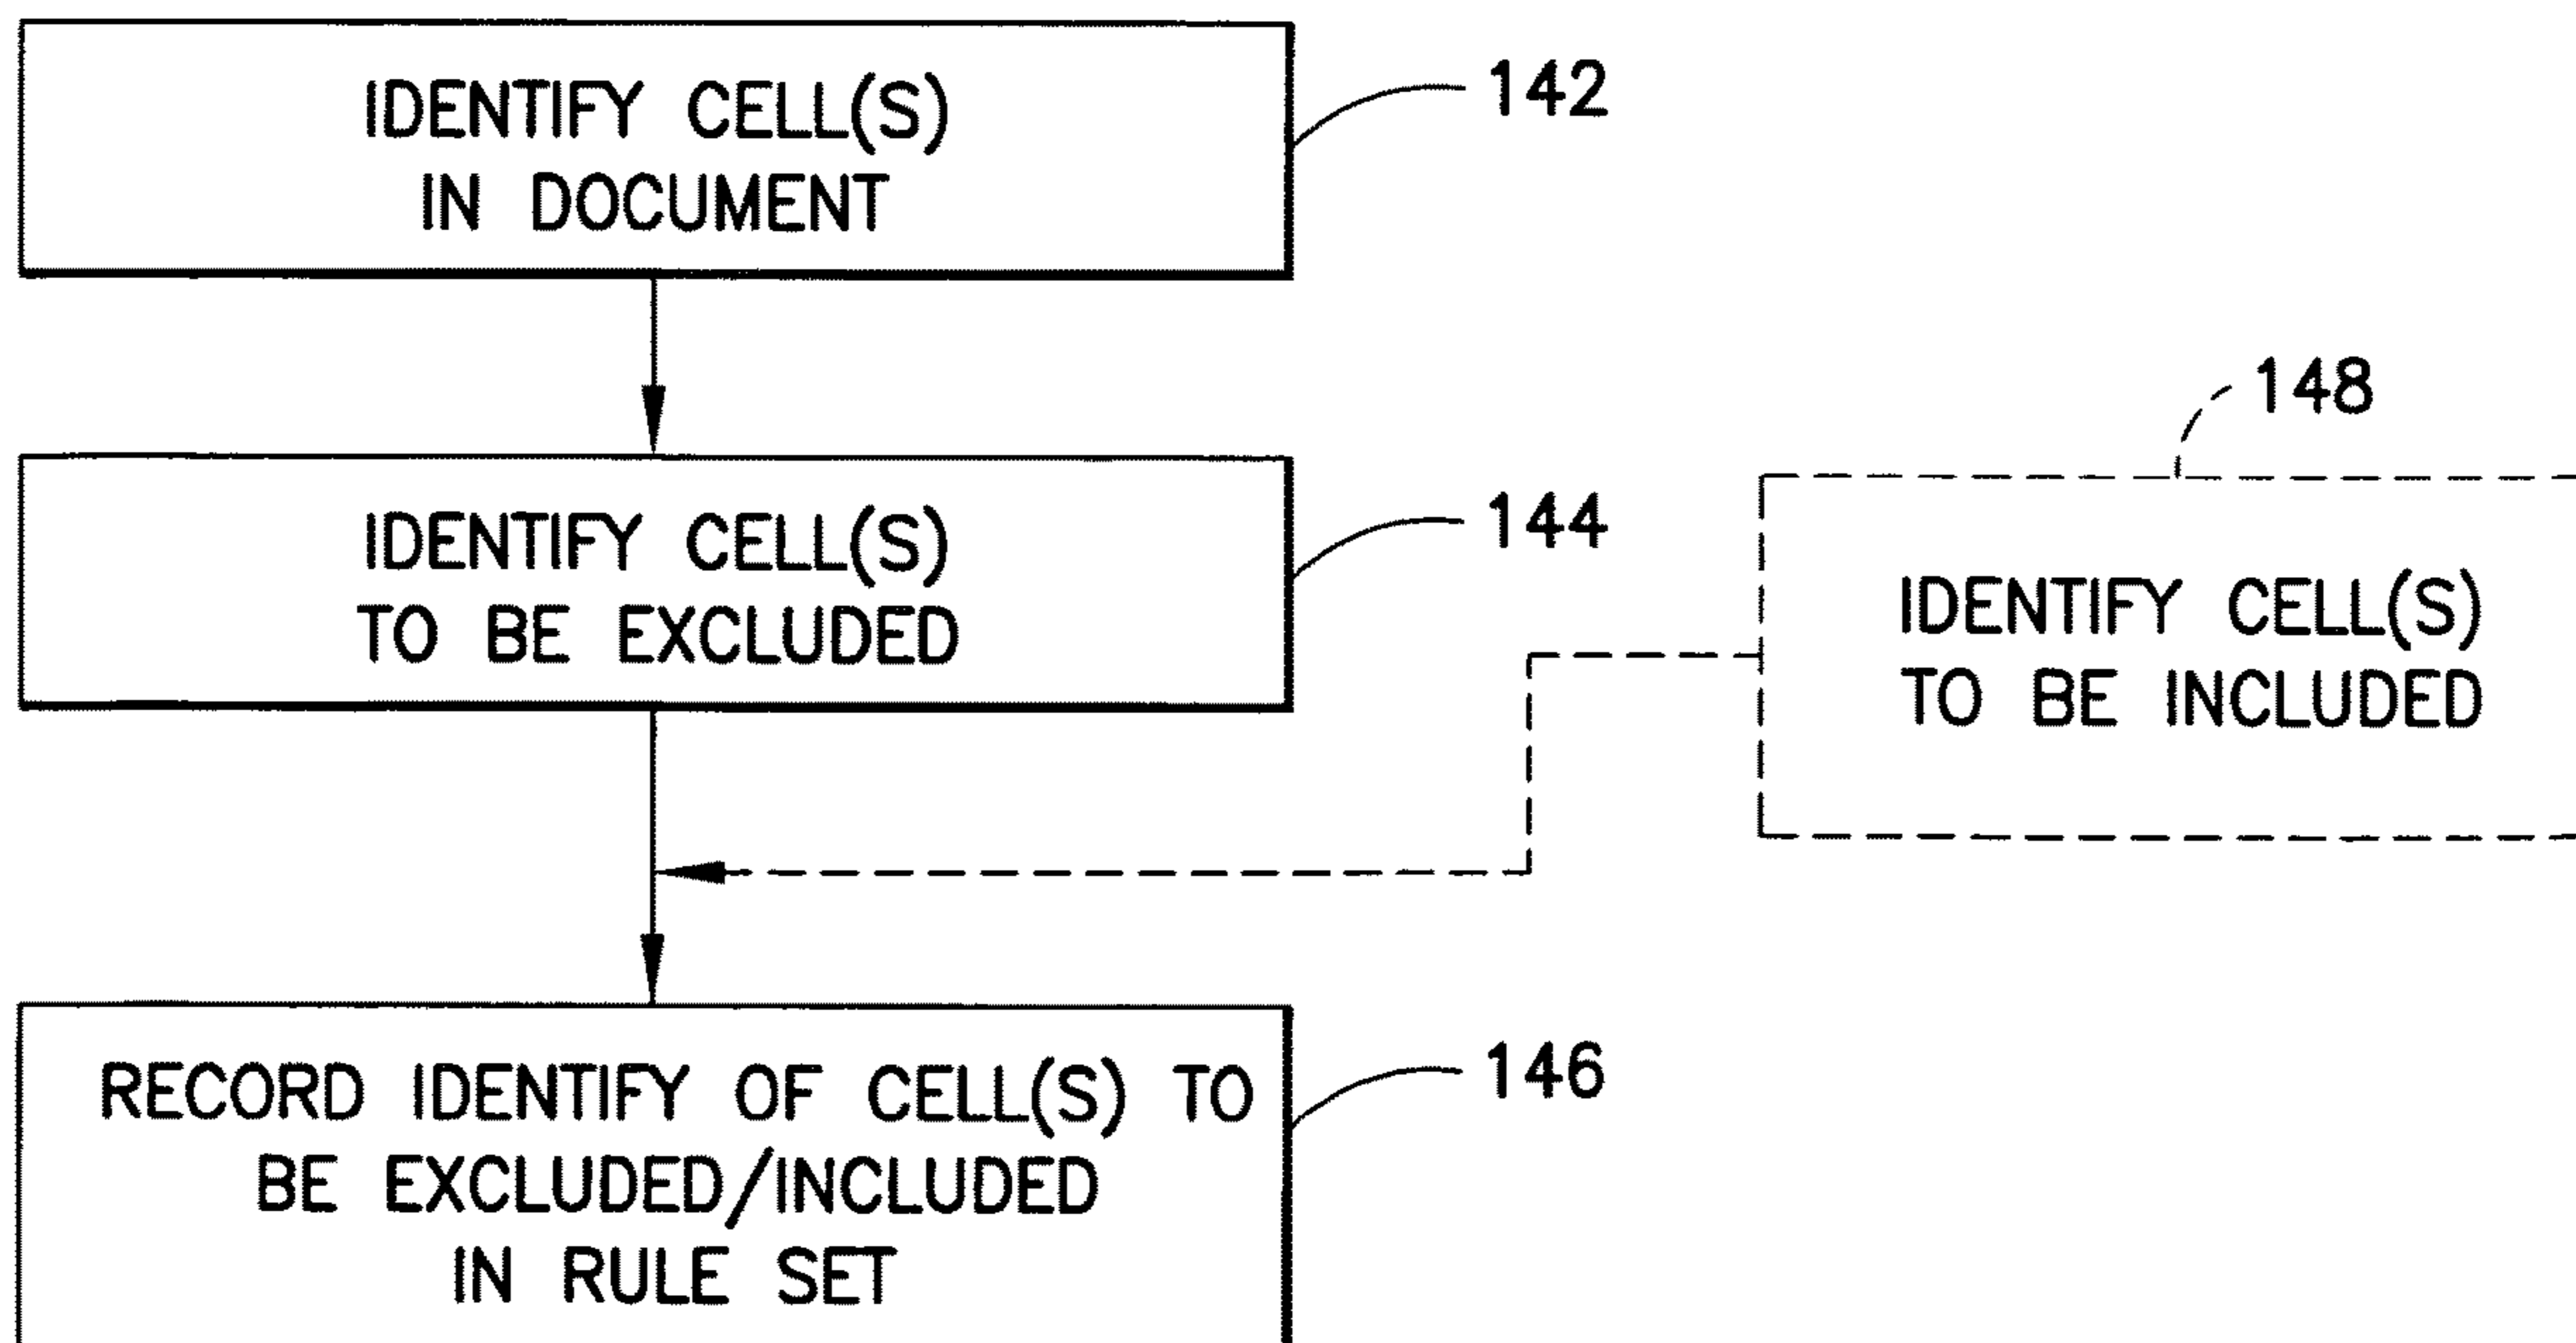 IDENTIFY CELL(S)
IN DOCUMENT
142
IDENTIFY CELL(S)
TO BE EXCLUDED
144
148
IDENTIFY CELL(S)
TO BE INCLUDED
RECORD IDENTIFY OF CELL(S) TO
BE EXCLUDED/INCLUDED
IN RULE SET
146